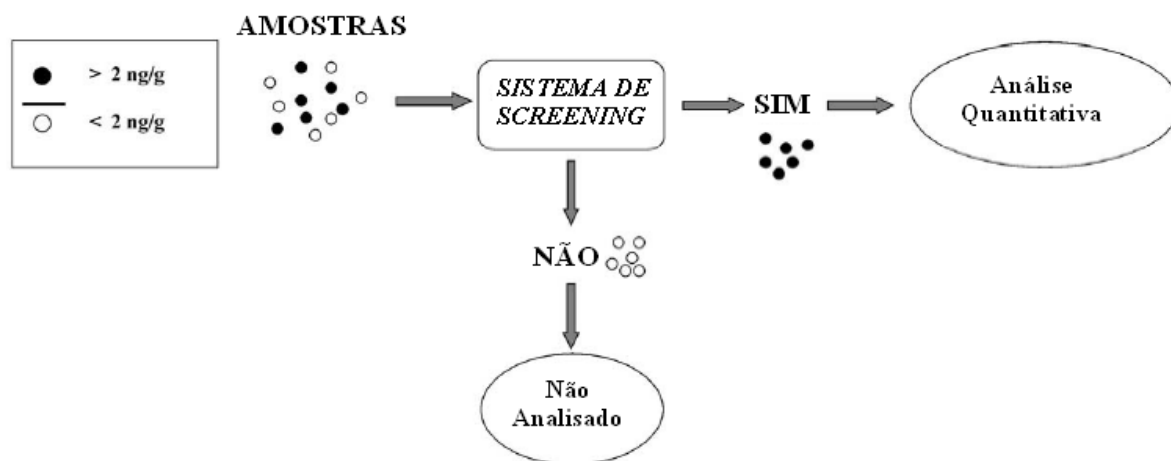 AMOSTRAS
> 2 ng/g
< 2 ng/g
SISTEMA DE
SCREENING
SIM
Análise
Quantitativa
NÃO
Não
Analisado